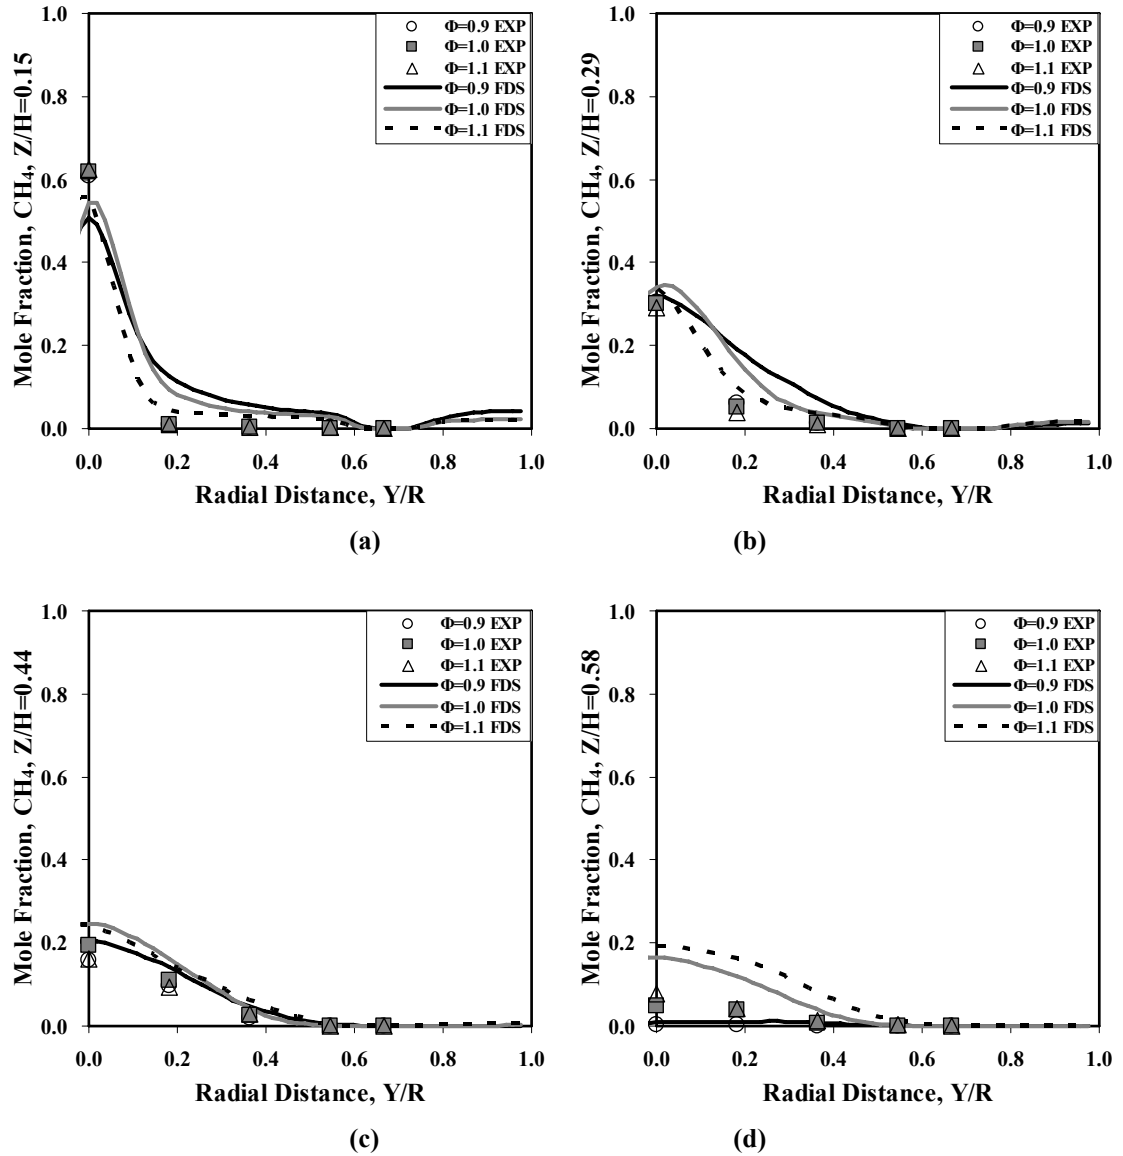 Mole Fraction, CH₄, Z/H=0.15
1.0
0.8
0.6
0.4
0.2
0.0
Φ=0.9 EXP
Φ=1.0 EXP
Φ=1.1 EXP
Φ=0.9 FDS
Φ=1.0 FDS
Φ=1.1 FDS
0.0 0.2 0.4 0.6 0.8 1.0
Radial Distance, Y/R
(a)
Mole Fraction, CH₄, Z/H=0.29
1.0
0.8
0.6
0.4
0.2
0.0
Φ=0.9 EXP
Φ=1.0 EXP
Φ=1.1 EXP
Φ=0.9 FDS
Φ=1.0 FDS
Φ=1.1 FDS
0.0 0.2 0.4 0.6 0.8 1.0
Radial Distance, Y/R
(b)
Mole Fraction, CH₄, Z/H=0.44
1.0
0.8
0.6
0.4
0.2
0.0
Φ=0.9 EXP
Φ=1.0 EXP
Φ=1.1 EXP
Φ=0.9 FDS
Φ=1.0 FDS
Φ=1.1 FDS
0.0 0.2 0.4 0.6 0.8 1.0
Radial Distance, Y/R
(c)
Mole Fraction, CH₄, Z/H=0.58
1.0
0.8
0.6
0.4
0.2
0.0
Φ=0.9 EXP
Φ=1.0 EXP
Φ=1.1 EXP
Φ=0.9 FDS
Φ=1.0 FDS
Φ=1.1 FDS
0.0 0.2 0.4 0.6 0.8 1.0
Radial Distance, Y/R
(d)